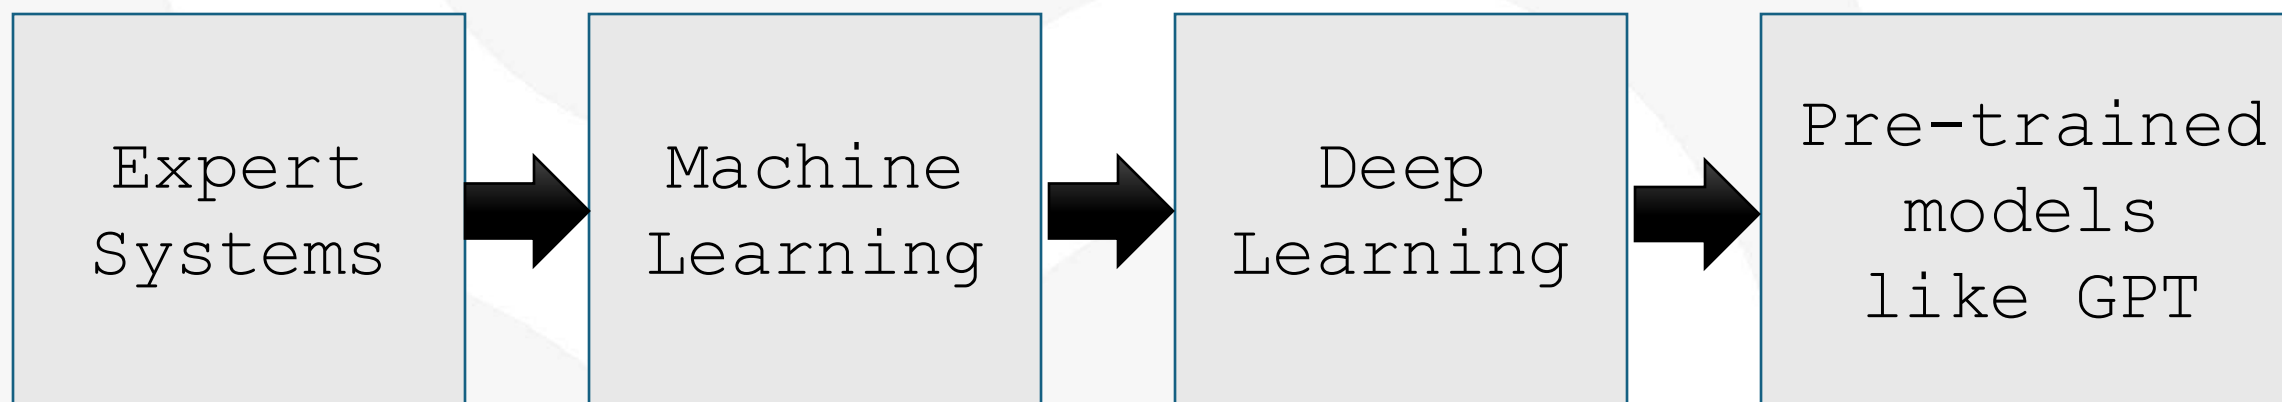 Expert
Systems
Machine
Learning
Deep
Learning
Pre-trained
models
like GPT